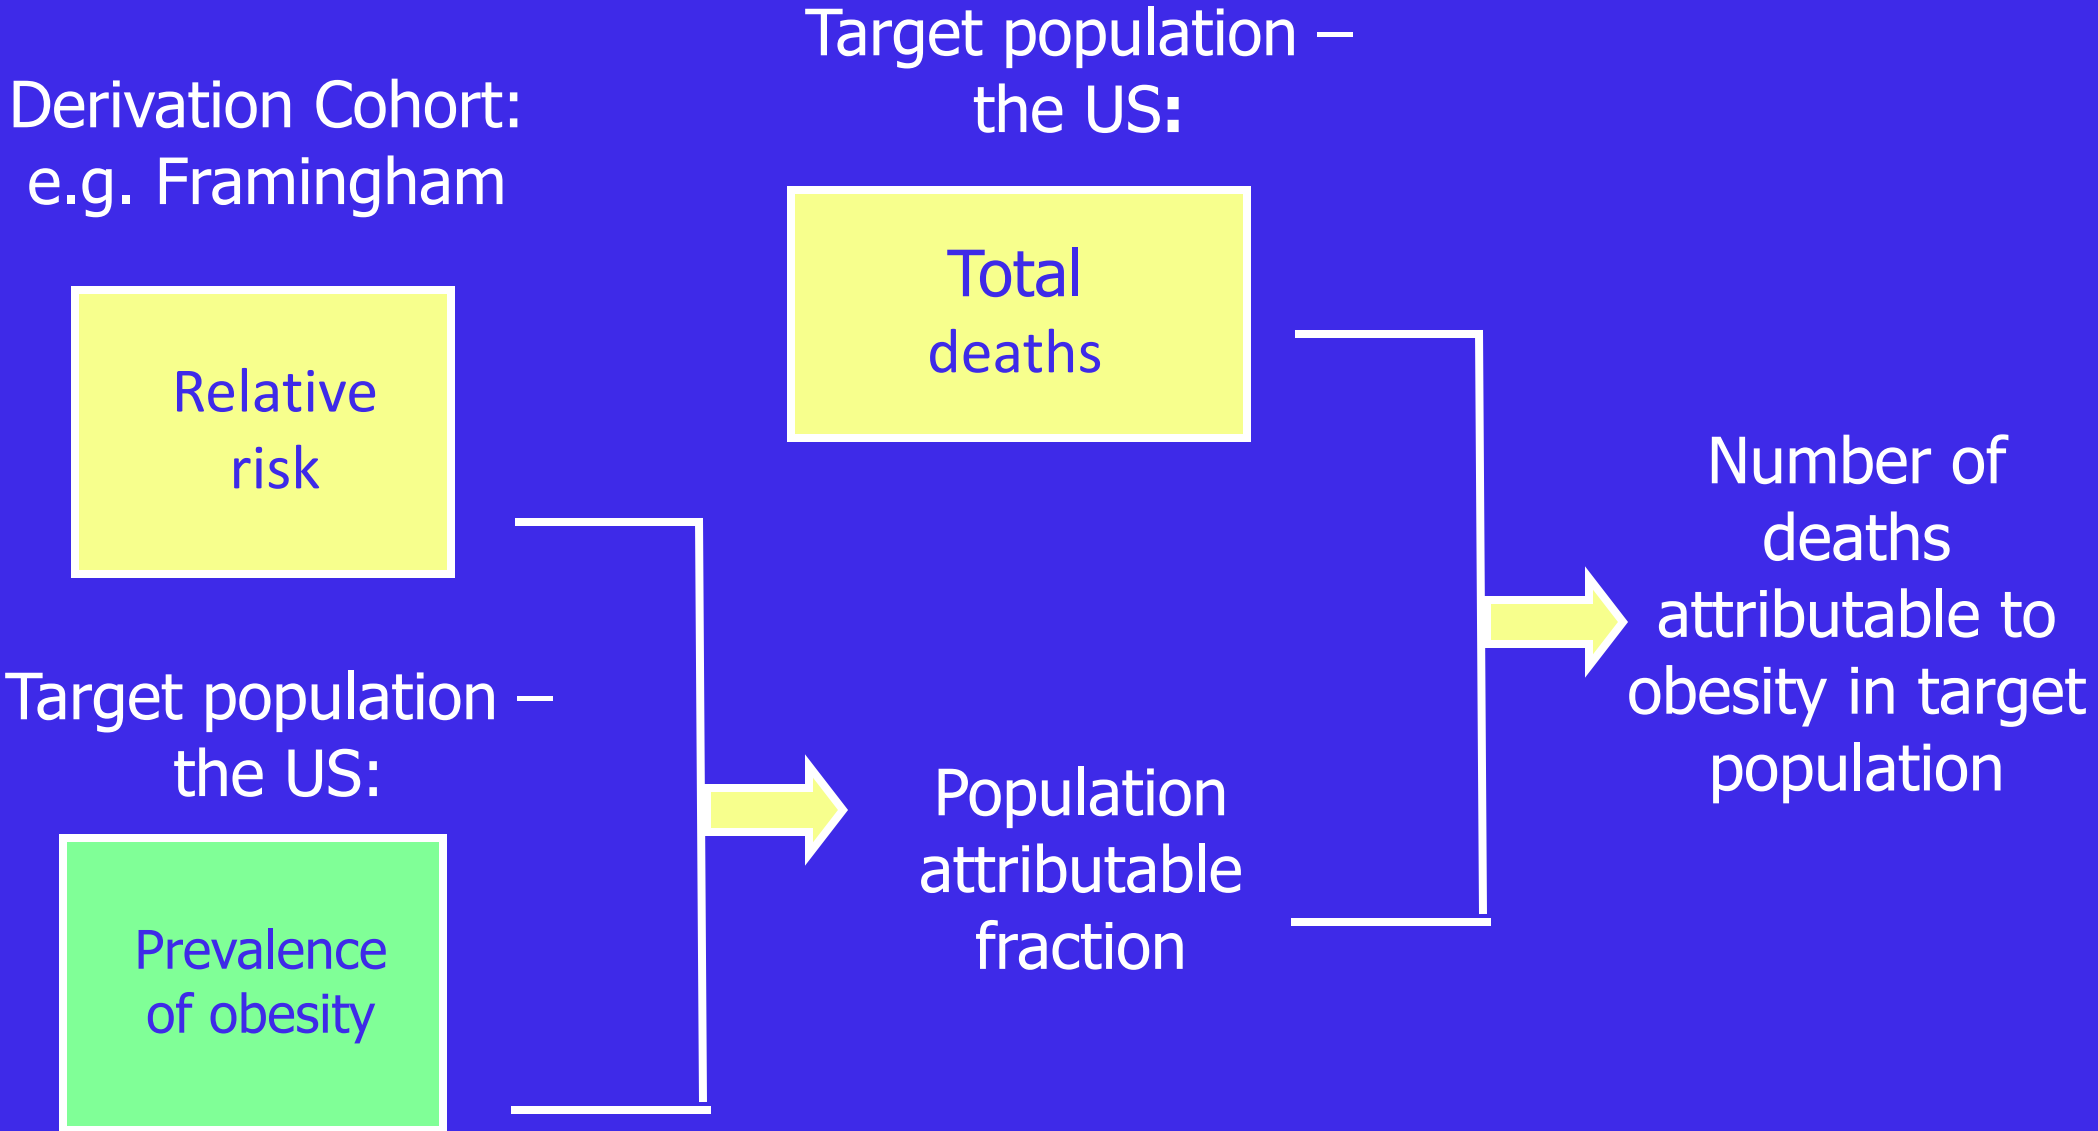 Derivation Cohort:
e.g. Framingham
Relative
risk
Target population –
the US:
Prevalence
of obesity
Target population –
the US:
Total
deaths
Population
attributable
fraction
Number of
deaths
attributable to
obesity in target
population